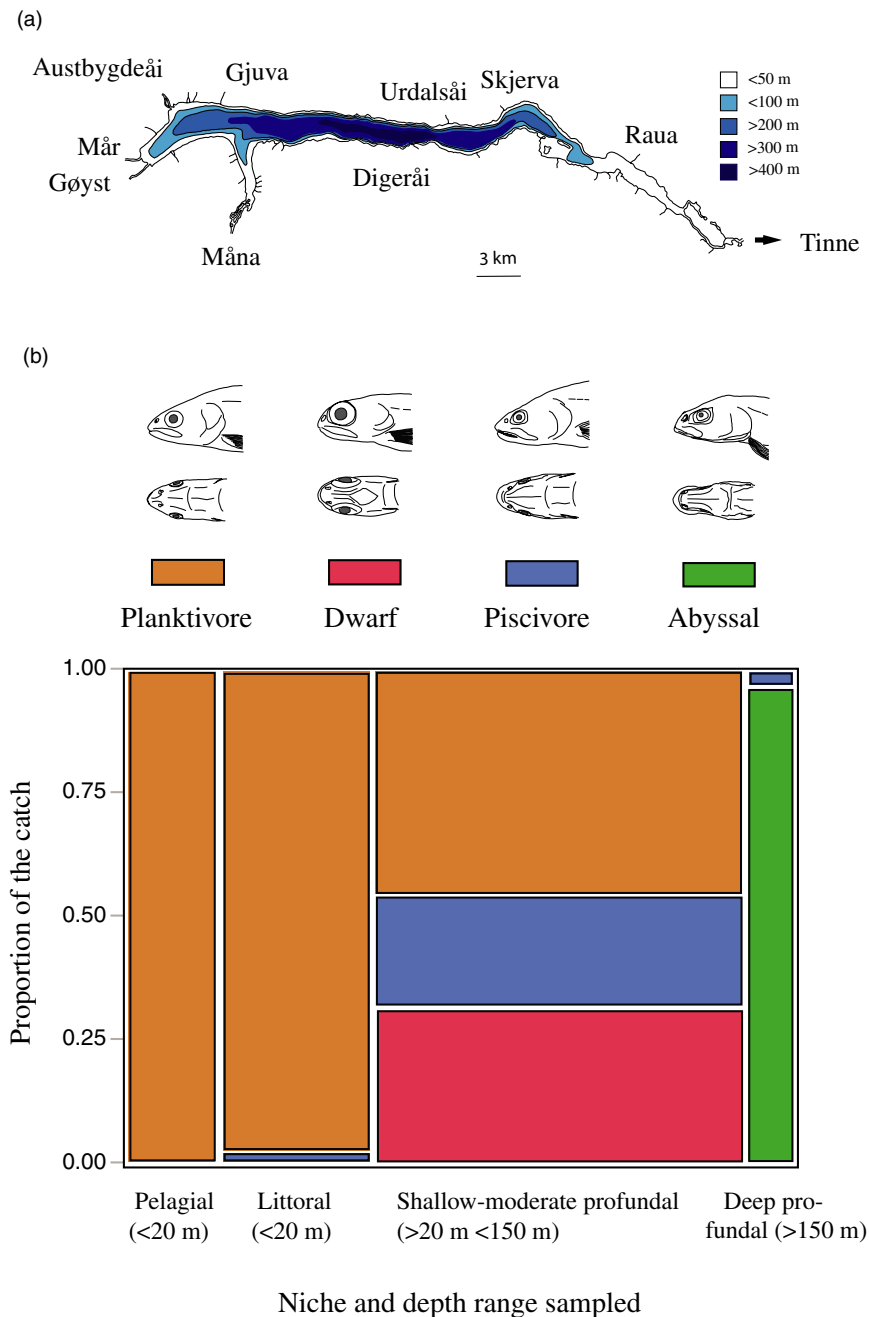 (a)
Austbygdeåi
Gjuva
Urdalsåi
Skjerva
Raua
Mår
Gøyst
Digeråi
Måna
3 km
Tinne
<50 m
<100 m
>200 m
>300 m
>400 m
(b)
Planktivore
Dwarf
Piscivore
Abyssal
Proportion of the catch
1.00
0.75
0.50
0.25
0.00
Pelagial
(<20 m)
Littoral
(<20 m)
Shallow-moderate profundal
(>20 m <150 m)
Deep pro-
fundal (>150 m)
Niche and depth range sampled